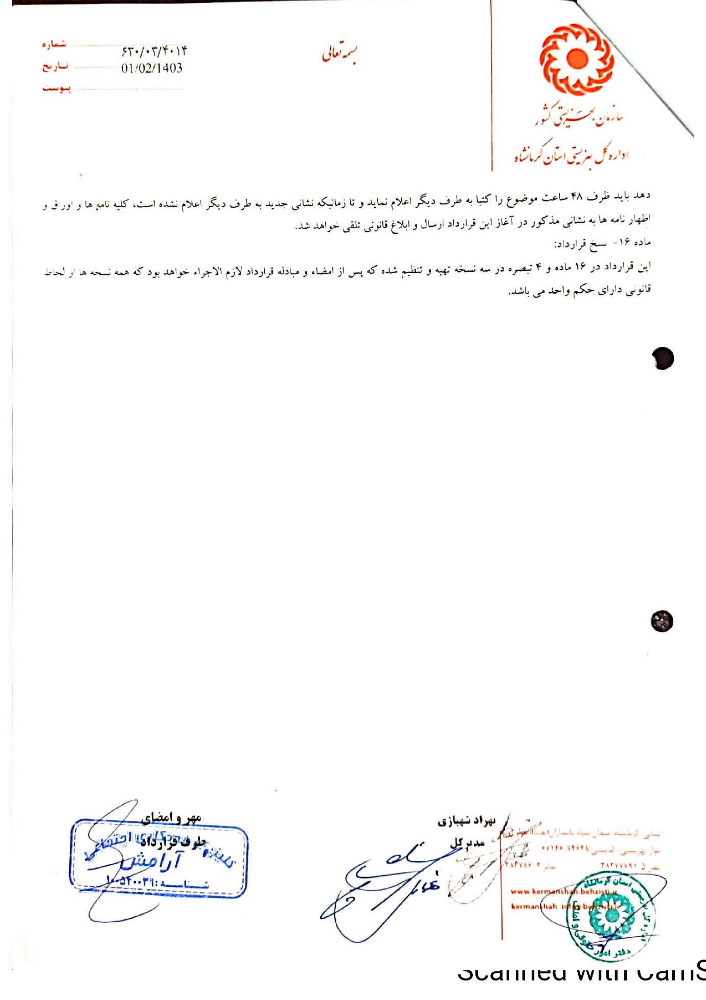 بسمه تعالی
شماره ۶۳۰/۰۳/۴۰۱۴
تاریخ 01/02/1403
پیوست
سازمان بهزیستی کشور
اداره کل بهزیستی استان کرمانشاه
دهد باید ظرف ۴۸ ساعت موضوع را کتبا به طرف دیگر اعلام نماید و تا زمانیکه نشانی جدید به طرف دیگر اعلام نشده است، کلیه نامه ها و اوراق و
اظهار نامه ها به نشانی مذکور در آغاز این قرارداد ارسال و ابلاغ قانونی تلقی خواهد شد.
ماده ۱۶- نسخ قرارداد:
این قرارداد در ۱۶ ماده و ۴ تبصره در سه نسخه تهیه و تنظیم شده که پس از امضاء و مبادله قرارداد لازم الاجراء خواهد بود که همه نسخه ها از لحاظ
قانونی دارای حکم واحد می باشد.
بهراد شهبازی
مدیر کل
مهر و امضای
طرف قرارداد
کلینیک مددکاری اجتماعی
آرامش
شناسه: ۱۰۰۵۲۰۰۳۹
نشانی: کرمانشاه، میدان سپاه پاسداران
بلوار بهزیستی، کدپستی ۷۴۶۴۸-۶۷۱۴۶
تلفن ۵-۳۸۳۷۷۷۹۱
www.kermanshah.behzisti.ir
kermanshah info@behzisti.ir
اداره کل بهزیستی استان کرمانشاه
دفتر امور حقوقی و املاک
Scanned with CamS